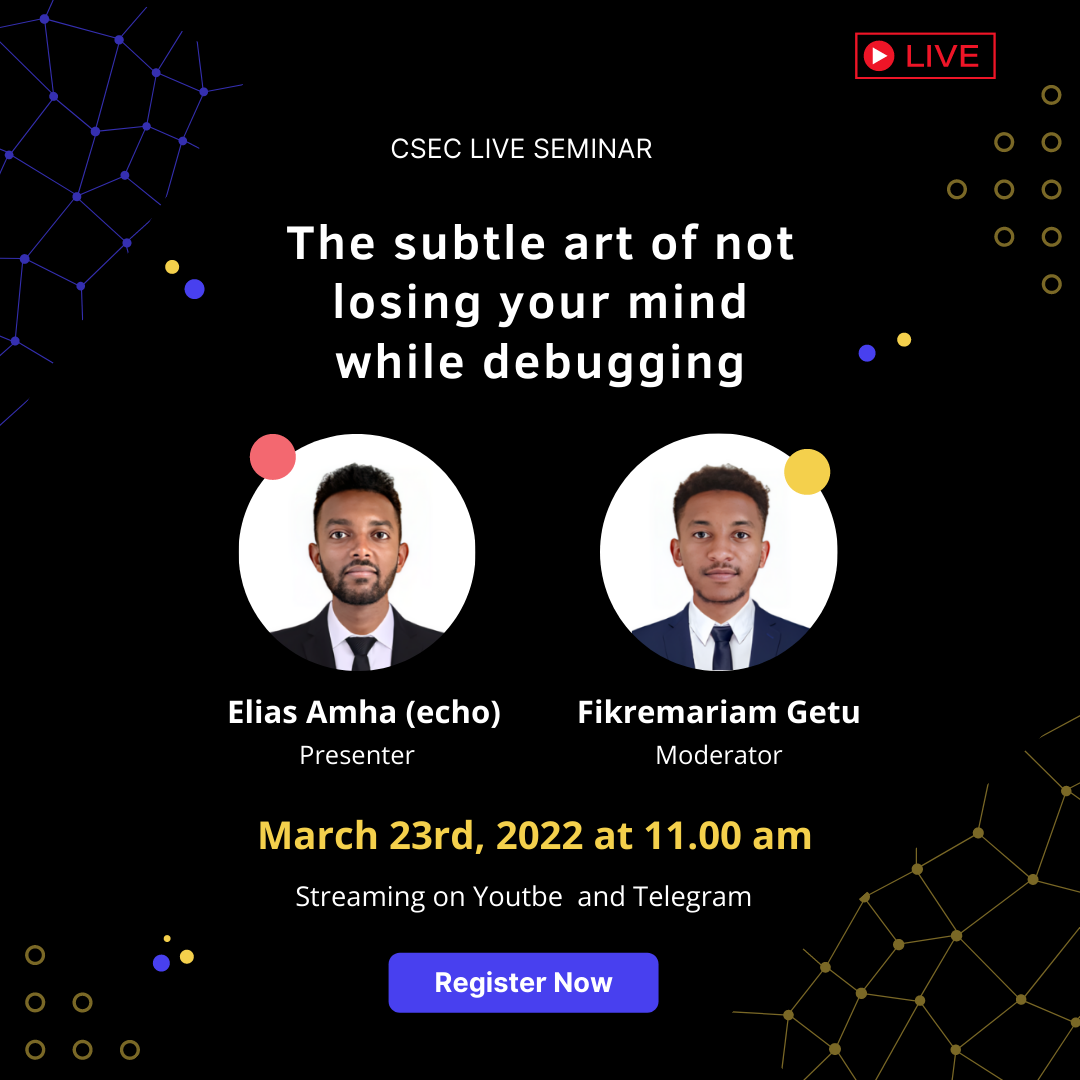 LIVE
CSEC LIVE SEMINAR
The subtle art of not
losing your mind
while debugging
Elias Amha (echo)
Fikremariam Getu
Presenter
Moderator
March 23rd, 2022 at 11.00 am
Streaming on Youtbe and Telegram
Register Now